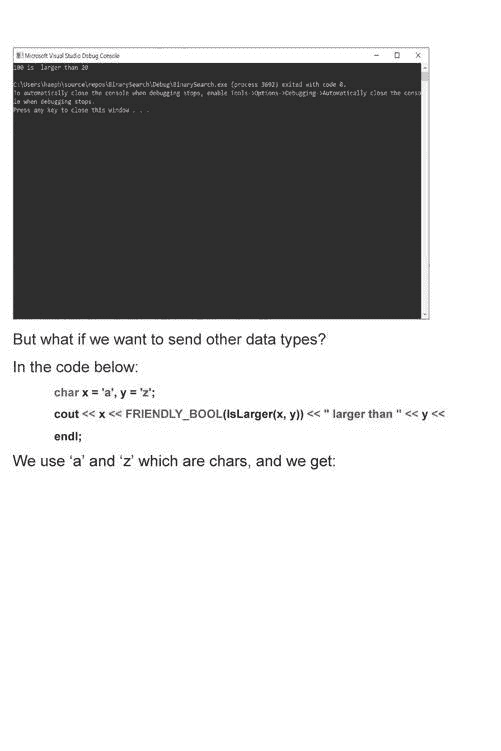 Microsoft Visual Studio Debug Console
100 is  larger than 20
C:\Users\haeph\source\repos\BinarySearch\Debug\BinarySearch.exe (process 3692) exited with code 0.
To automatically close the console when debugging stops, enable Tools->Options->Debugging->Automatically close the conso
le when debugging stops.
Press any key to close this window . . .
But what if we want to send other data types?
In the code below:
char x = 'a', y = 'z';
cout << x << FRIENDLY_BOOL(IsLarger(x, y)) << " larger than " << y <<
endl;
We use ‘a’ and ‘z’ which are chars, and we get: